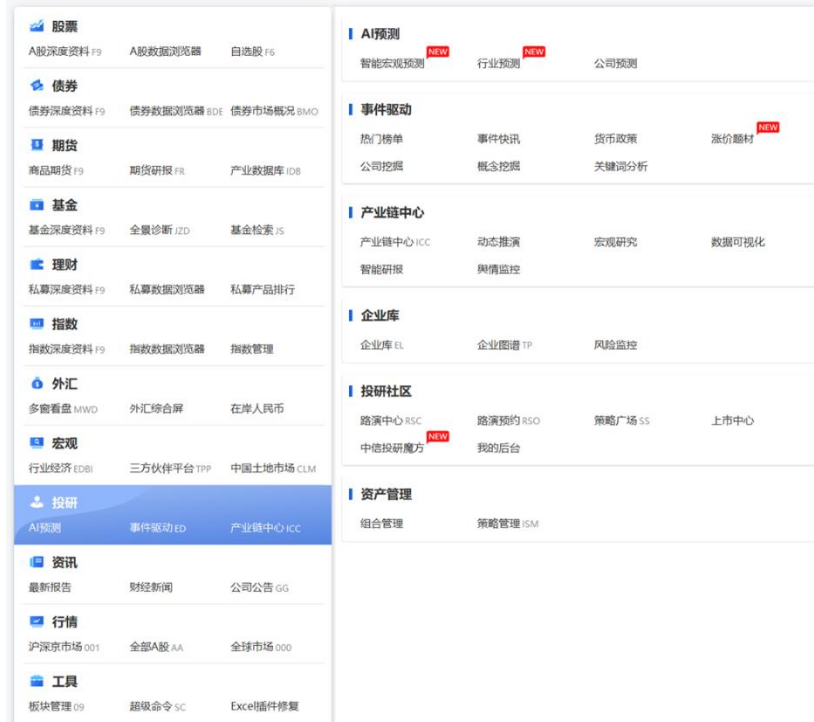 股票
A股深度资料 F9 A股数据浏览器 自选股 F6
债券
债券深度资料 F9 债券数据浏览器 BDE 债券市场概况 BMO
期货
商品期货 F9 期货研报 FR 产业数据库 IDB
基金
基金深度资料 F9 全景诊断 JZD 基金检索 JS
理财
私募深度资料 F9 私募数据浏览器 私募产品排行
指数
指数深度资料 F9 指数数据浏览器 指数管理
外汇
多窗看盘 MWD 外汇综合屏 在岸人民币
宏观
行业经济 EDBI 三方伙伴平台 TPP 中国土地市场 CLM
投研
AI预测 事件驱动 ED 产业链中心 ICC
资讯
最新报告 财经新闻 公司公告 GG
行情
沪深京市场 001 全部A股 AA 全球市场 000
工具
板块管理 09 超级命令 SC Excel插件修复
AI预测
智能宏观预测 NEW 行业预测 NEW 公司预测
事件驱动
热门榜单 事件快讯 货币政策 涨价题材 NEW
公司挖掘 概念挖掘 关键词分析
产业链中心
产业链中心 ICC 动态推演 宏观研究 数据可视化
智能研报 舆情监控
企业库
企业库 EL 企业图谱 TP 风险监控
投研社区
路演中心 RSC 路演预约 RSO 策略广场 SS 上市中心
中信投研魔方 NEW 我的后台
资产管理
组合管理 策略管理 ISM